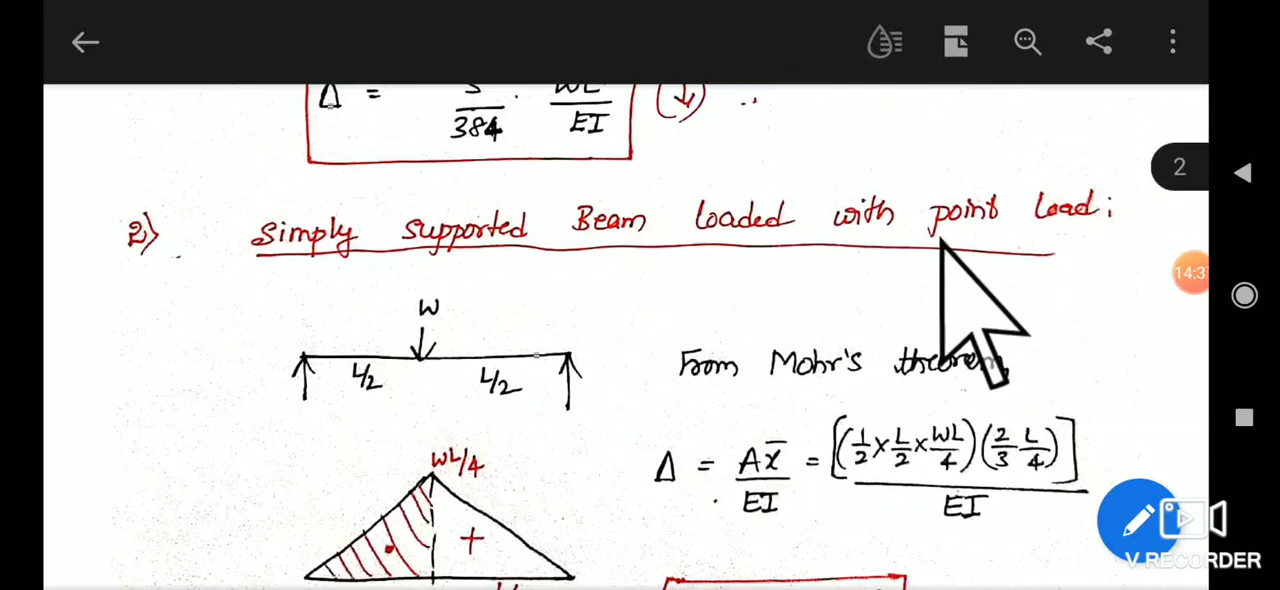 Δ = 5/384 . WL/EI (↓)
2) Simply Supported Beam loaded with point load:
W
L/2 L/2
From Mohr's theorem,
Δ = Ax̄/EI = [(1/2 × L/2 × WL/4)(2/3 L/4)]/EI
WL/4
+
2
14:3
V RECORDER